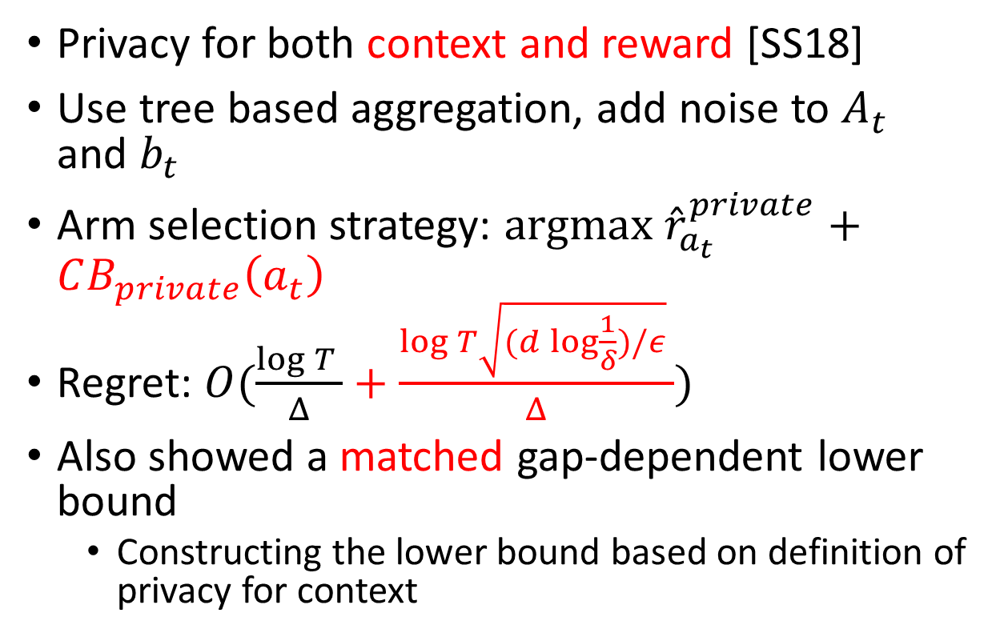 • Privacy for both context and reward [SS18]
• Use tree based aggregation, add noise to $A_t$
and $b_t$
• Arm selection strategy: $\operatorname{argmax} \hat{r}_{a_t}^{private} +$
$CB_{private}(a_t)$
• Regret: $O(\frac{\log T}{\Delta} + \frac{\log T \sqrt{(d \log \frac{1}{\delta})/\epsilon}}{\Delta})$
• Also showed a matched gap-dependent lower
bound
• Constructing the lower bound based on definition of
privacy for context